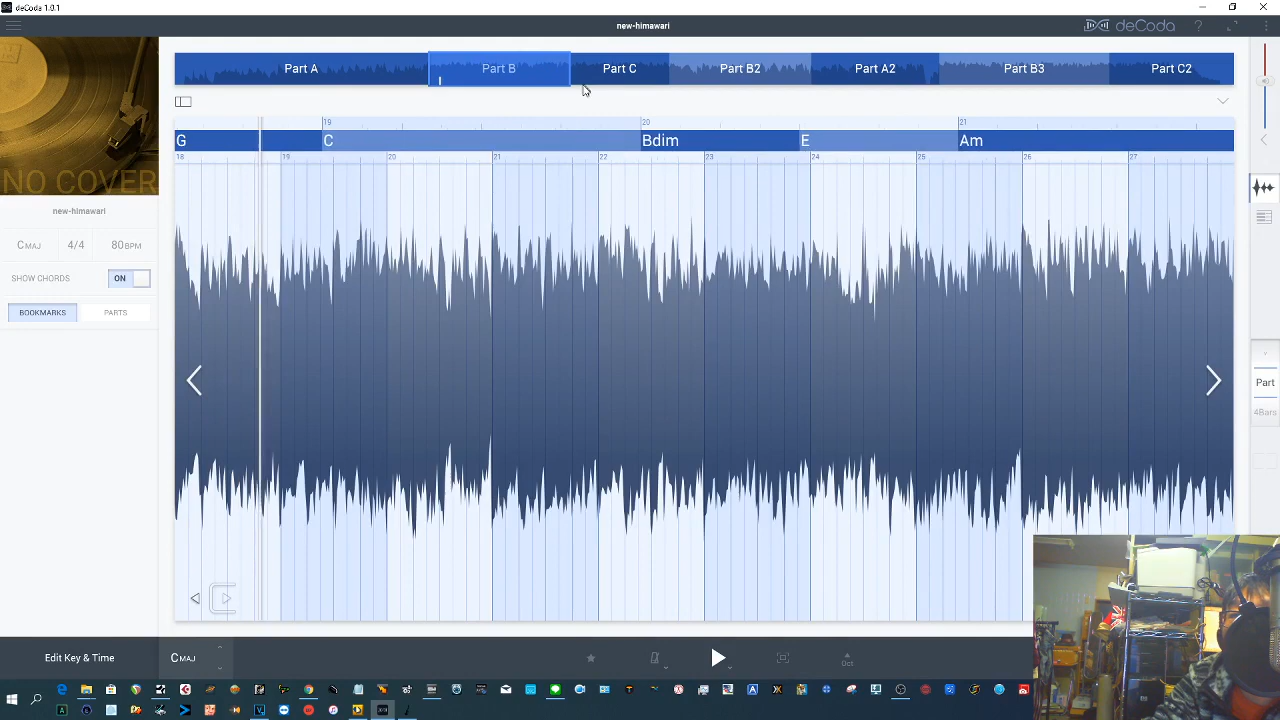 deCoda 1.0.1
new-himawari
deCoda
?
Part A
Part B
Part C
Part B2
Part A2
Part B3
Part C2
NO COVER
new-himawari
CMAJ
4/4
80BPM
SHOW CHORDS
ON
BOOKMARKS
PARTS
19
20
21
G
C
Bdim
E
Am
18
19
20
21
22
23
24
25
26
27
Part
4Bars
Edit Key & Time
CMAJ
Oct